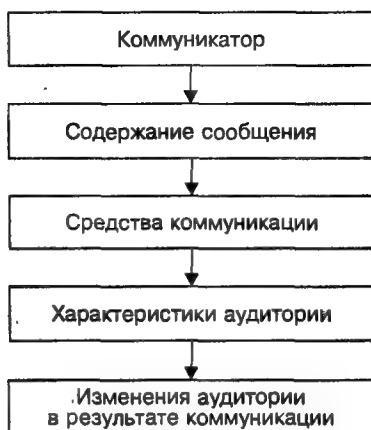 Коммуникатор
Содержание сообщения
Средства коммуникации
Характеристики аудитории
Изменения аудитории
в результате коммуникации